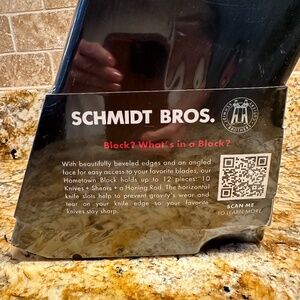 SCHMIDT BROS.
Block? What's in a Block?
With beautifully beveled edges and an angled
face for easy access to your favorite blades, our
Hometown Block holds up to 12 pieces: 10
Knives + Shears + a Honing Rod. The horizontal
knife slots help to prevent gravity's wear and
tear on your knife edge so your favorite
knives stay sharp.
SCAN ME
TO LEARN MORE